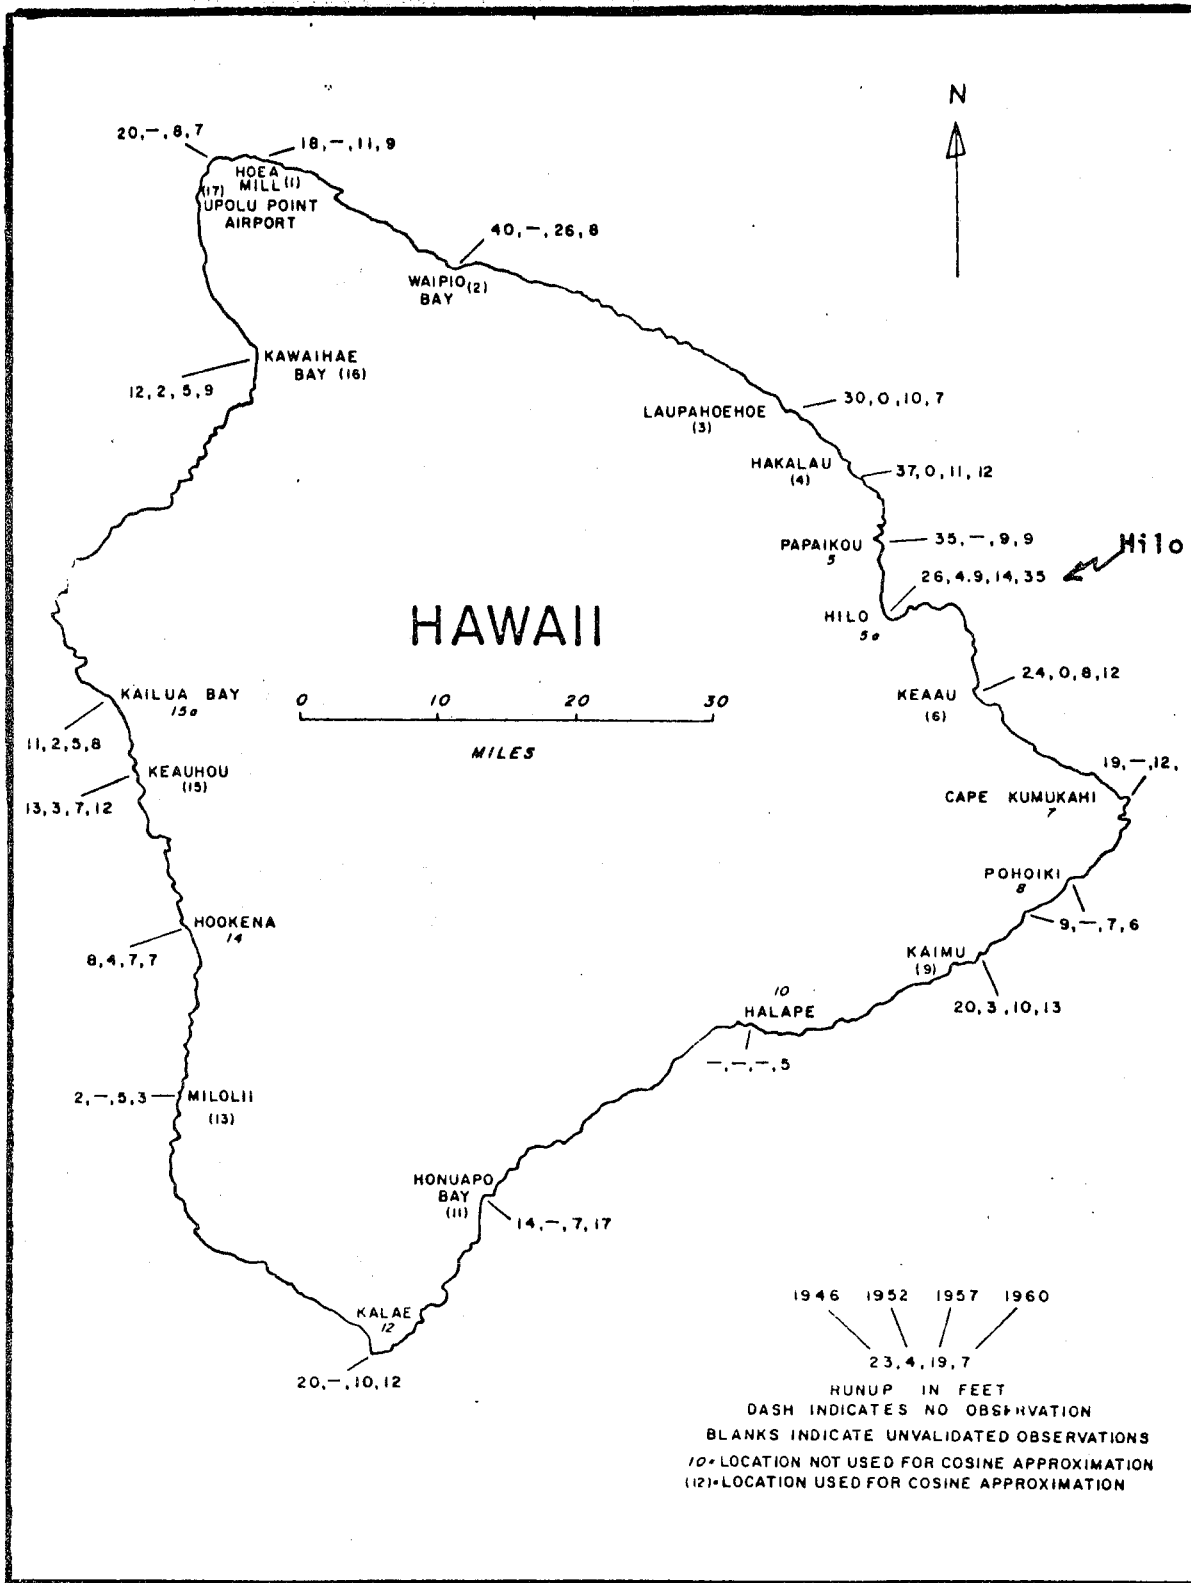 N
20,—,8,7
18,—,11,9
HOEA
MILL (1)
(17)
UPOLU POINT
AIRPORT
40,—,26,8
WAIPIO (2)
BAY
KAWAIHAE
BAY (16)
12,2,5,9
LAUPAHOEHOE
(3)
30,0,10,7
HAKALAU
(4)
37,0,11,12
PAPAIKOU
5
35,—,9,9
Hilo
26,4.9,14,35
HILO
5a
HAWAII
KAILUA BAY
15a
0 10 20 30
MILES
KEAAU
(6)
24,0,8,12
11,2,5,8
KEAUHOU
(15)
13,3,7,12
19,—,12,
CAPE KUMUKAHI
7
POHOIKI
8
9,—,7,6
HOOKENA
14
8,4,7,7
KAIMU
(9)
20,3,10,13
10
HALAPE
—,—,—,5
2,—,5,3
MILOLII
(13)
HONUAPO
BAY
(11)
14,—,7,17
KALAE
12
20,—,10,12
1946 1952 1957 1960
23,4,19,7
RUNUP IN FEET
DASH INDICATES NO OBSERVATION
BLANKS INDICATE UNVALIDATED OBSERVATIONS
10=LOCATION NOT USED FOR COSINE APPROXIMATION
(12)=LOCATION USED FOR COSINE APPROXIMATION